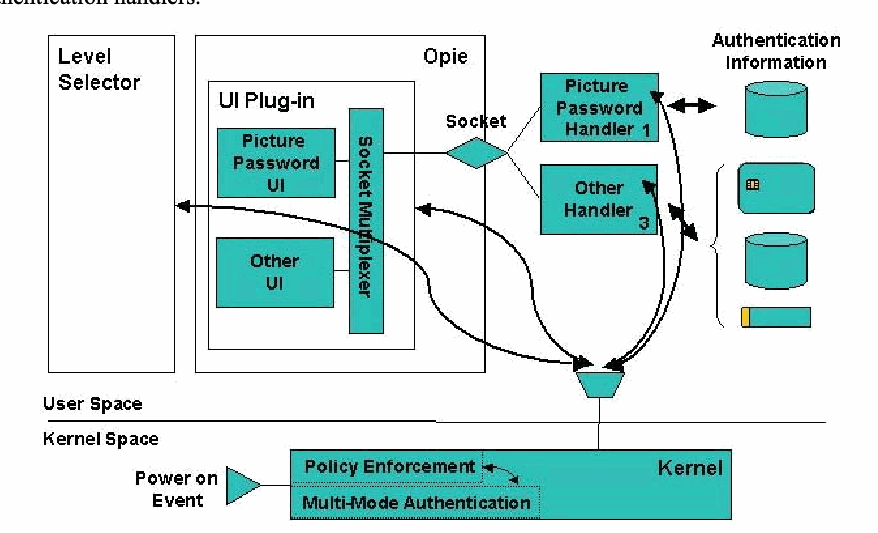 Level
Selector
Opie
UI Plug-in
Picture
Password
UI
Other
UI
Socket Multiplexer
Socket
Picture
Password
Handler 1
Other
Handler
3
Authentication
Information
User Space
Kernel Space
Power on
Event
Policy Enforcement
Multi-Mode Authentication
Kernel